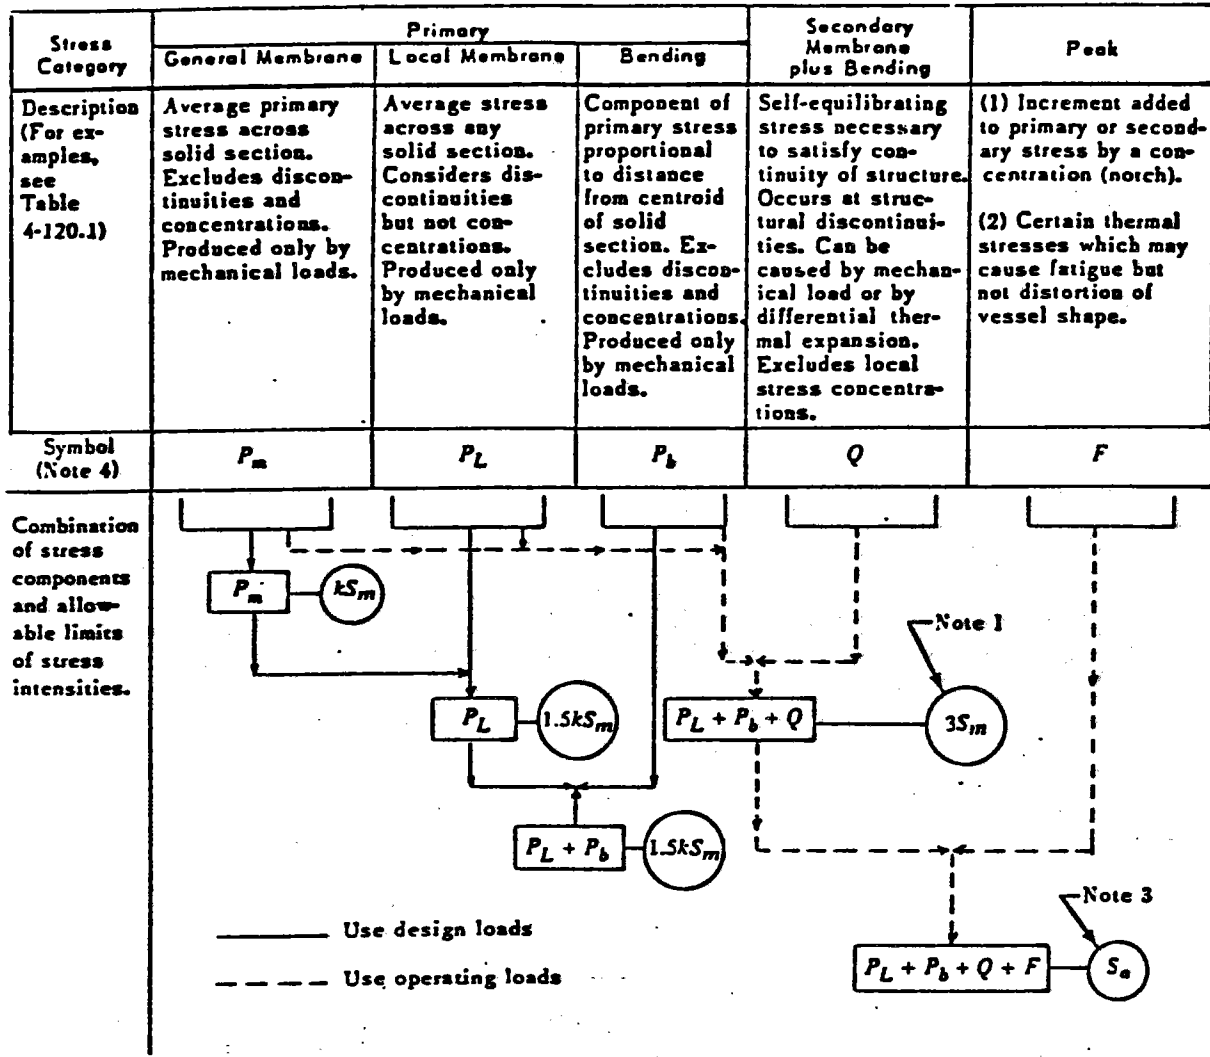 Stress
Category
Primary
General Membrane
Local Membrane
Bending
Secondary
Membrane
plus Bending
Peak
Description
(For ex-
amples,
see
Table
4-120.1)
Average primary
stress across
solid section.
Excludes discon-
tinuities and
concentrations.
Produced only by
mechanical loads.
Average stress
across any
solid section.
Considers dis-
continuities
but not con-
centrations.
Produced only
by mechanical
loads.
Component of
primary stress
proportional
to distance
from centroid
of solid
section. Ex-
cludes discon-
tinuities and
concentrations.
Produced only
by mechanical
loads.
Self-equilibrating
stress necessary
to satisfy con-
tinuity of structure.
Occurs at struc-
tural discontinui-
ties. Can be
caused by mechan-
ical load or by
differential ther-
mal expansion.
Excludes local
stress concentra-
tions.
(1) Increment added
to primary or second-
ary stress by a con-
centration (notch).
(2) Certain thermal
stresses which may
cause fatigue but
not distortion of
vessel shape.
Symbol
(Note 4)
Pm
PL
Pb
Q
F
Combination
of stress
components
and allow-
able limits
of stress
intensities.
Pm
kSm
Note 1
PL
1.5kSm
PL + Pb + Q
3Sm
PL + Pb
1.5kSm
Note 3
Use design loads
Use operating loads
PL + Pb + Q + F
Sa